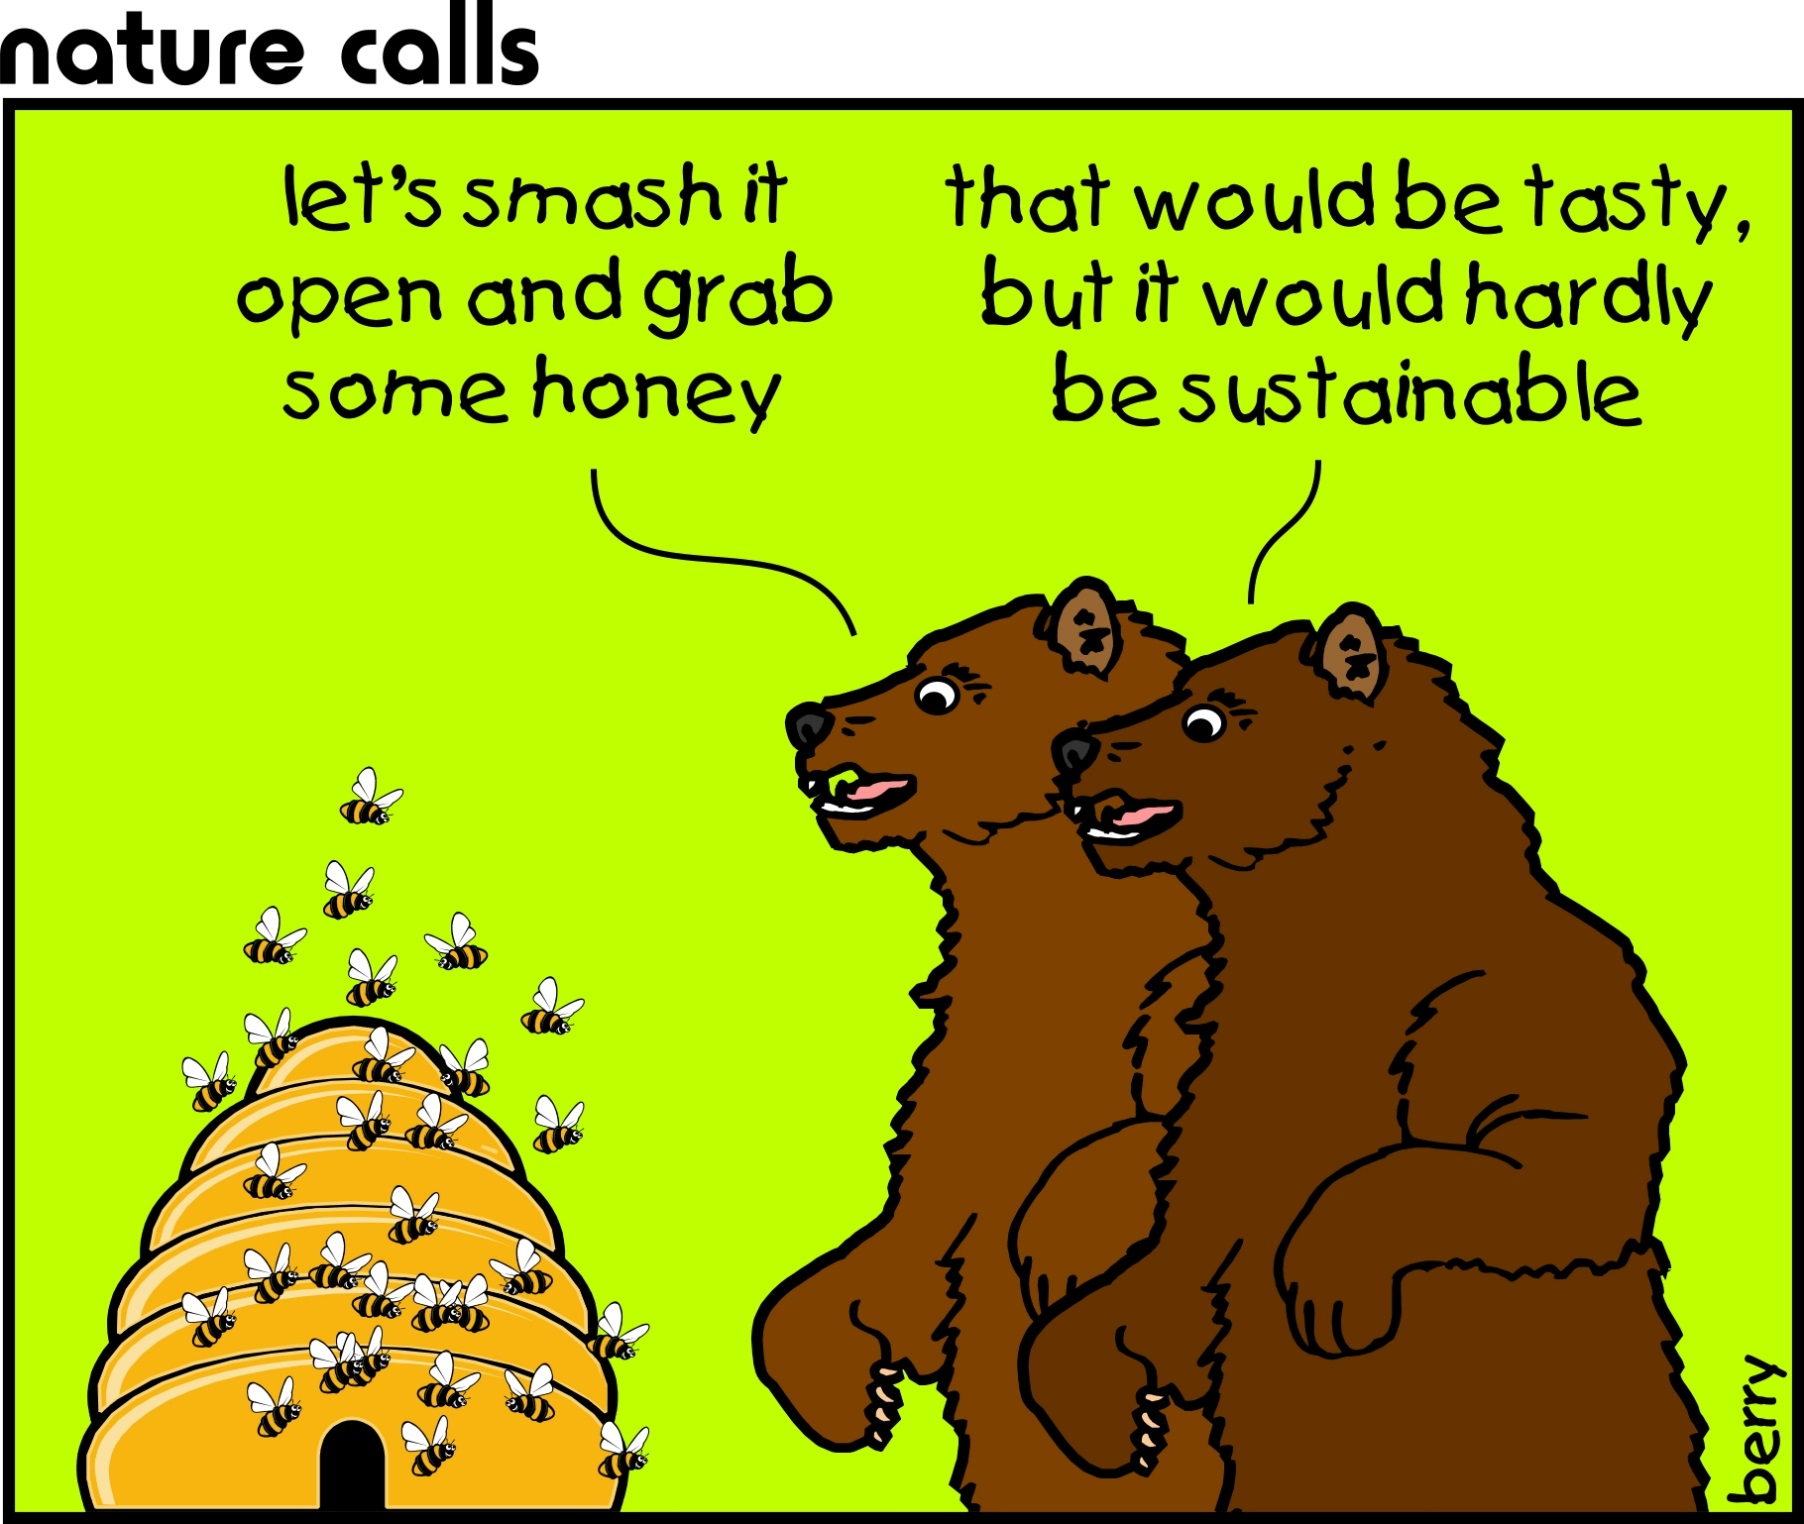 nature calls
let's smash it
open and grab
some honey
that would be tasty,
but it would hardly
be sustainable
berry